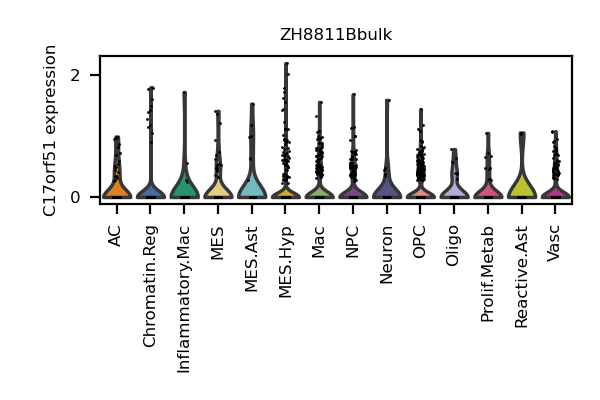 ZH8811Bbulk
C17orf51 expression
2
0
AC
Chromatin.Reg
Inflammatory.Mac
MES
MES.Ast
MES.Hyp
Mac
NPC
Neuron
OPC
Oligo
Prolif.Metab
Reactive.Ast
Vasc